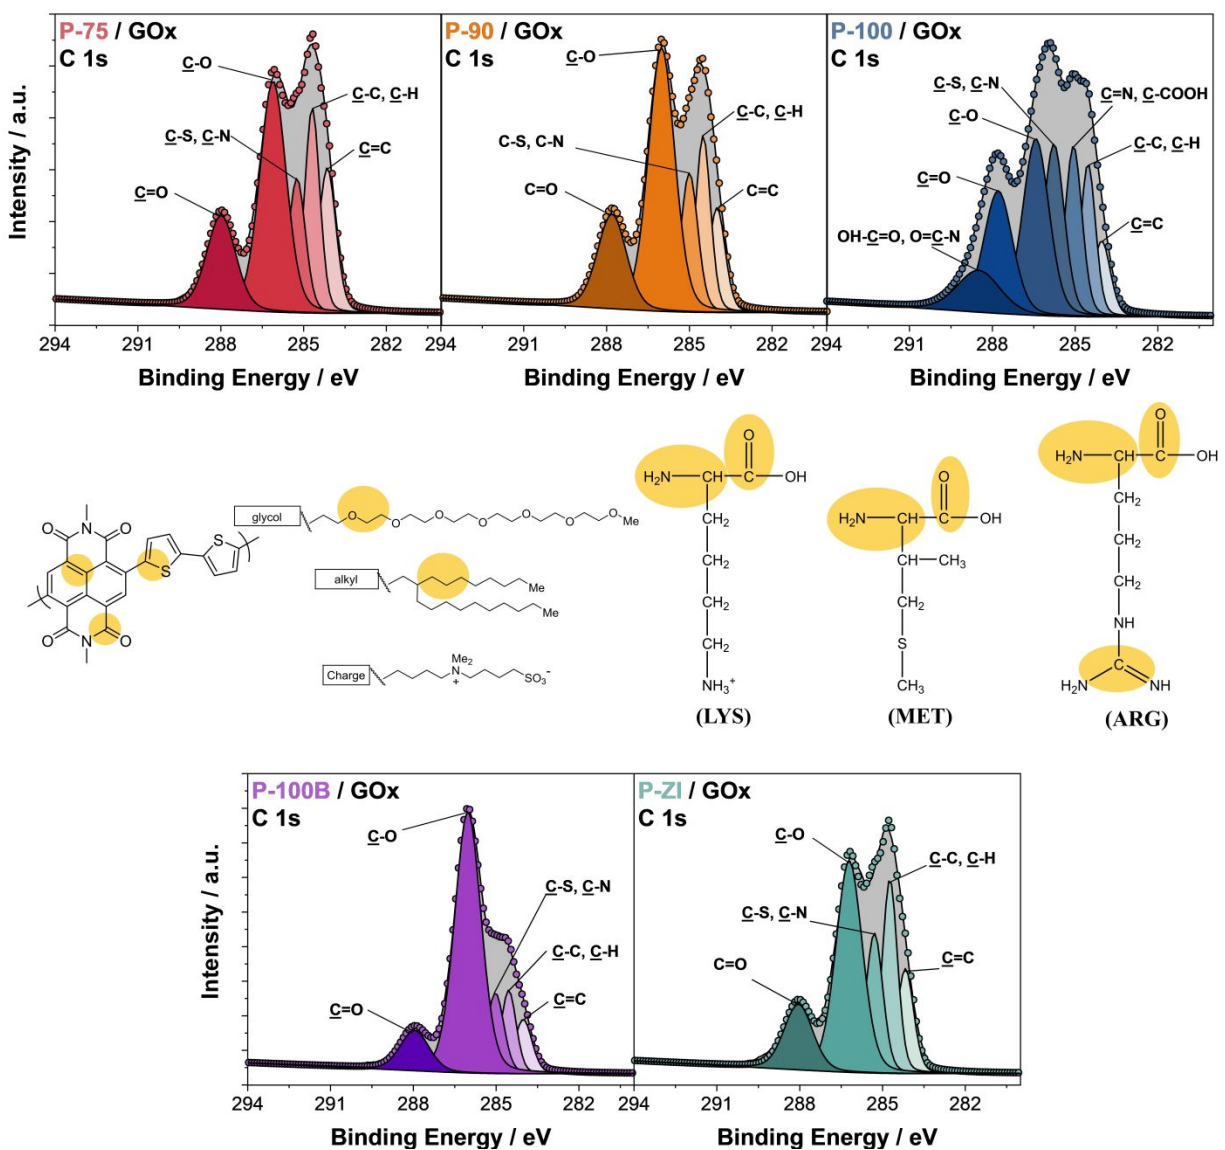 P-75 / GOx
C 1s
C-O
C-C, C-H
C-S, C-N
C=C
C=O
Intensity / a.u.
294 291 288 285 282
Binding Energy / eV
P-90 / GOx
C 1s
C-O
C-C, C-H
C-S, C-N
C=O
C=C
294 291 288 285 282
Binding Energy / eV
P-100 / GOx
C 1s
C-S, C-N
C=N, C-COOH
C-O
C-C, C-H
C=O
OH-C=O, O=C-N
C=C
294 291 288 285 282
Binding Energy / eV
O N O
S
S
O N O
glycol
O O O O O O OMe
alkyl
Me
Me
Charge
Me2
N
+
SO3-
O
H2N CH C OH
CH2
CH2
CH2
CH2
NH3+
(LYS)
O
H2N CH C OH
CH CH3
CH2
S
CH3
(MET)
O
H2N CH C OH
CH2
CH2
CH2
NH
C
H2N NH
(ARG)
P-100B / GOx
C 1s
C-O
C-S, C-N
C-C, C-H
C=C
C=O
Intensity / a.u.
294 291 288 285 282
Binding Energy / eV
P-ZI / GOx
C 1s
C-O
C-C, C-H
C-S, C-N
C=O
C=C
294 291 288 285 282
Binding Energy / eV